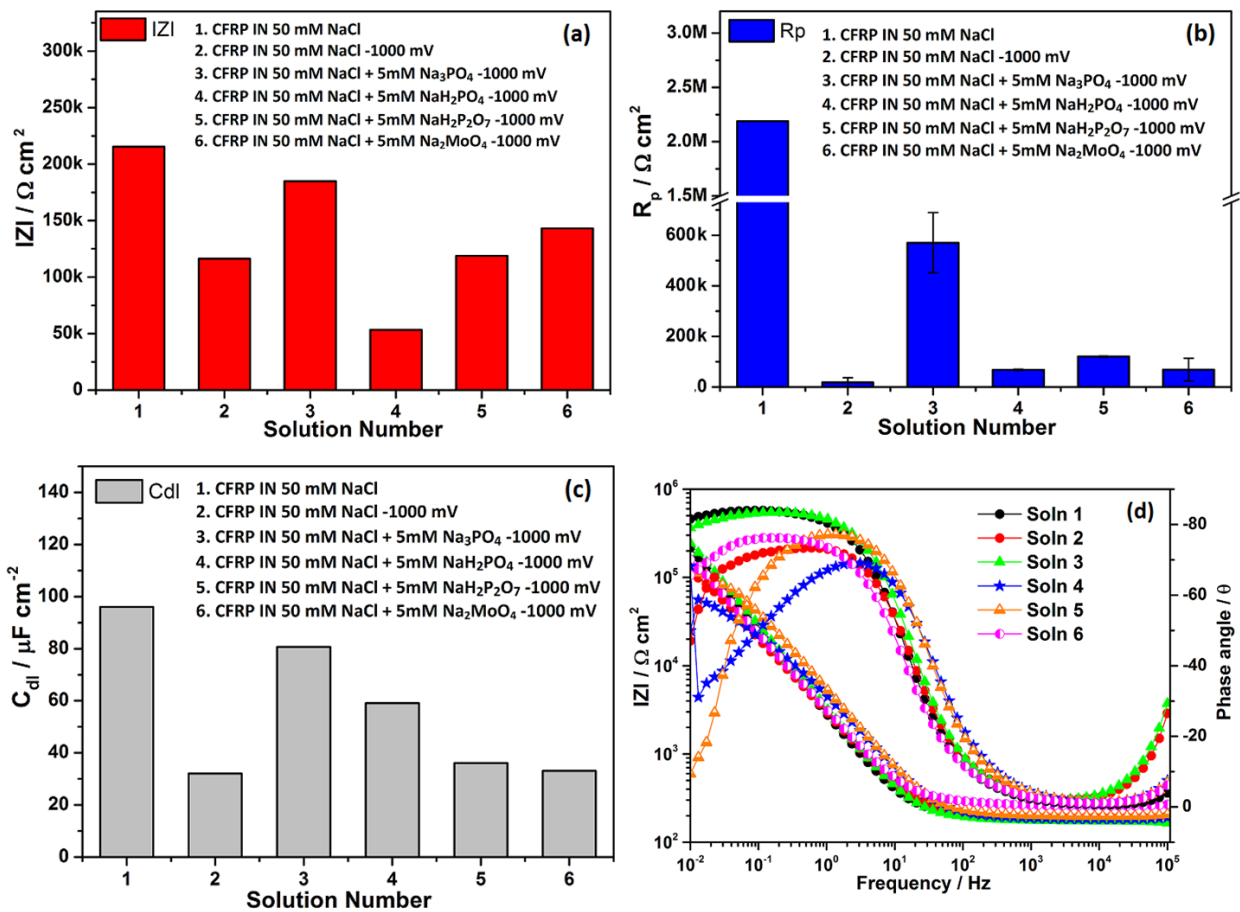 IZI
(a)
1. CFRP IN 50 mM NaCl
2. CFRP IN 50 mM NaCl -1000 mV
3. CFRP IN 50 mM NaCl + 5mM Na₃PO₄ -1000 mV
4. CFRP IN 50 mM NaCl + 5mM NaH₂PO₄ -1000 mV
5. CFRP IN 50 mM NaCl + 5mM NaH₂P₂O₇ -1000 mV
6. CFRP IN 50 mM NaCl + 5mM Na₂MoO₄ -1000 mV
IZI / Ω cm²
300k
250k
200k
150k
100k
50k
0
1 2 3 4 5 6
Solution Number
Rp
(b)
1. CFRP IN 50 mM NaCl
2. CFRP IN 50 mM NaCl -1000 mV
3. CFRP IN 50 mM NaCl + 5mM Na₃PO₄ -1000 mV
4. CFRP IN 50 mM NaCl + 5mM NaH₂PO₄ -1000 mV
5. CFRP IN 50 mM NaCl + 5mM NaH₂P₂O₇ -1000 mV
6. CFRP IN 50 mM NaCl + 5mM Na₂MoO₄ -1000 mV
Rₚ / Ω cm²
3.0M
2.5M
2.0M
1.5M
600k
400k
200k
.0
1 2 3 4 5 6
Solution Number
Cdl
(c)
1. CFRP IN 50 mM NaCl
2. CFRP IN 50 mM NaCl -1000 mV
3. CFRP IN 50 mM NaCl + 5mM Na₃PO₄ -1000 mV
4. CFRP IN 50 mM NaCl + 5mM NaH₂PO₄ -1000 mV
5. CFRP IN 50 mM NaCl + 5mM NaH₂P₂O₇ -1000 mV
6. CFRP IN 50 mM NaCl + 5mM Na₂MoO₄ -1000 mV
C_dl / μF cm⁻²
140
120
100
80
60
40
20
0
1 2 3 4 5 6
Solution Number
(d)
Soln 1
Soln 2
Soln 3
Soln 4
Soln 5
Soln 6
IZI / Ω cm²
10⁶
10⁵
10⁴
10³
10²
Phase angle / θ
-80
-60
-40
-20
0
10⁻² 10⁻¹ 10⁰ 10¹ 10² 10³ 10⁴ 10⁵
Frequency / Hz